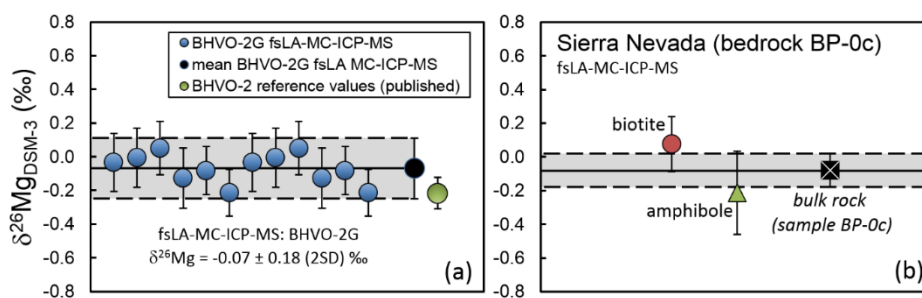 δ²⁶Mg_DSM-3 (‰)
0.8
0.6
0.4
0.2
0.0
-0.2
-0.4
-0.6
-0.8
BHVO-2G fsLA-MC-ICP-MS
mean BHVO-2G fsLA MC-ICP-MS
BHVO-2 reference values (published)
fsLA-MC-ICP-MS: BHVO-2G
δ²⁶Mg = -0.07 ± 0.18 (2SD) ‰
(a)
0.8
0.6
0.4
0.2
0.0
-0.2
-0.4
-0.6
-0.8
Sierra Nevada (bedrock BP-0c)
fsLA-MC-ICP-MS
biotite
amphibole
bulk rock
(sample BP-0c)
(b)